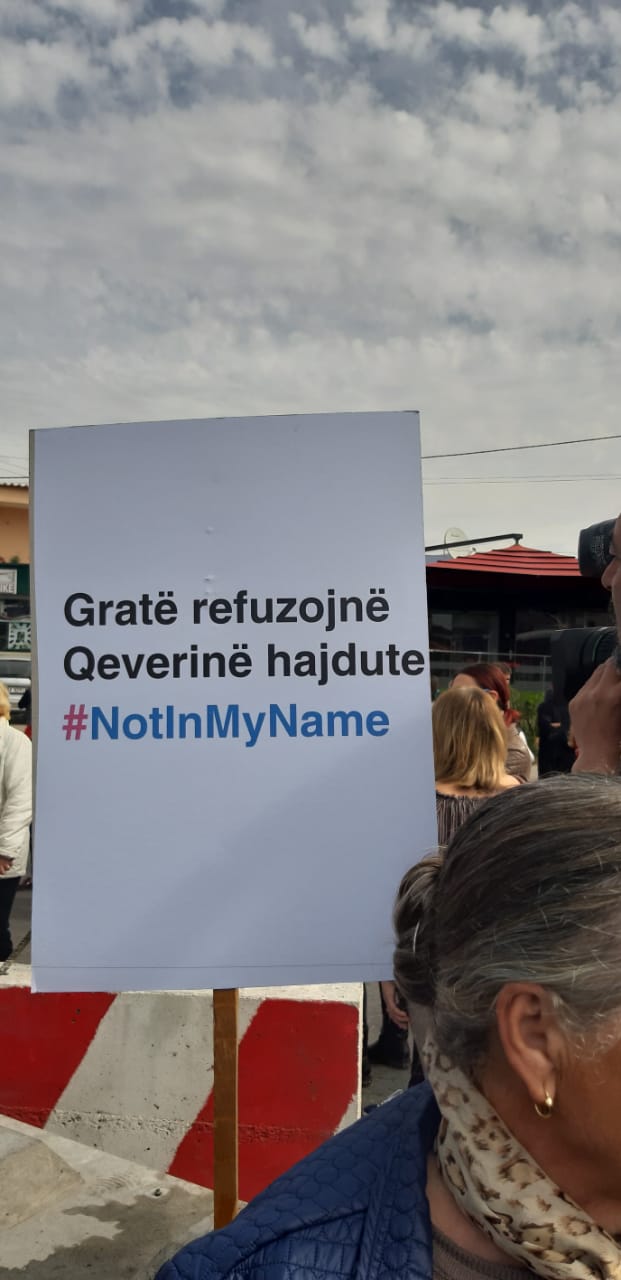 Gratë refuzojnë
Qeverinë hajdute
#NotInMyName